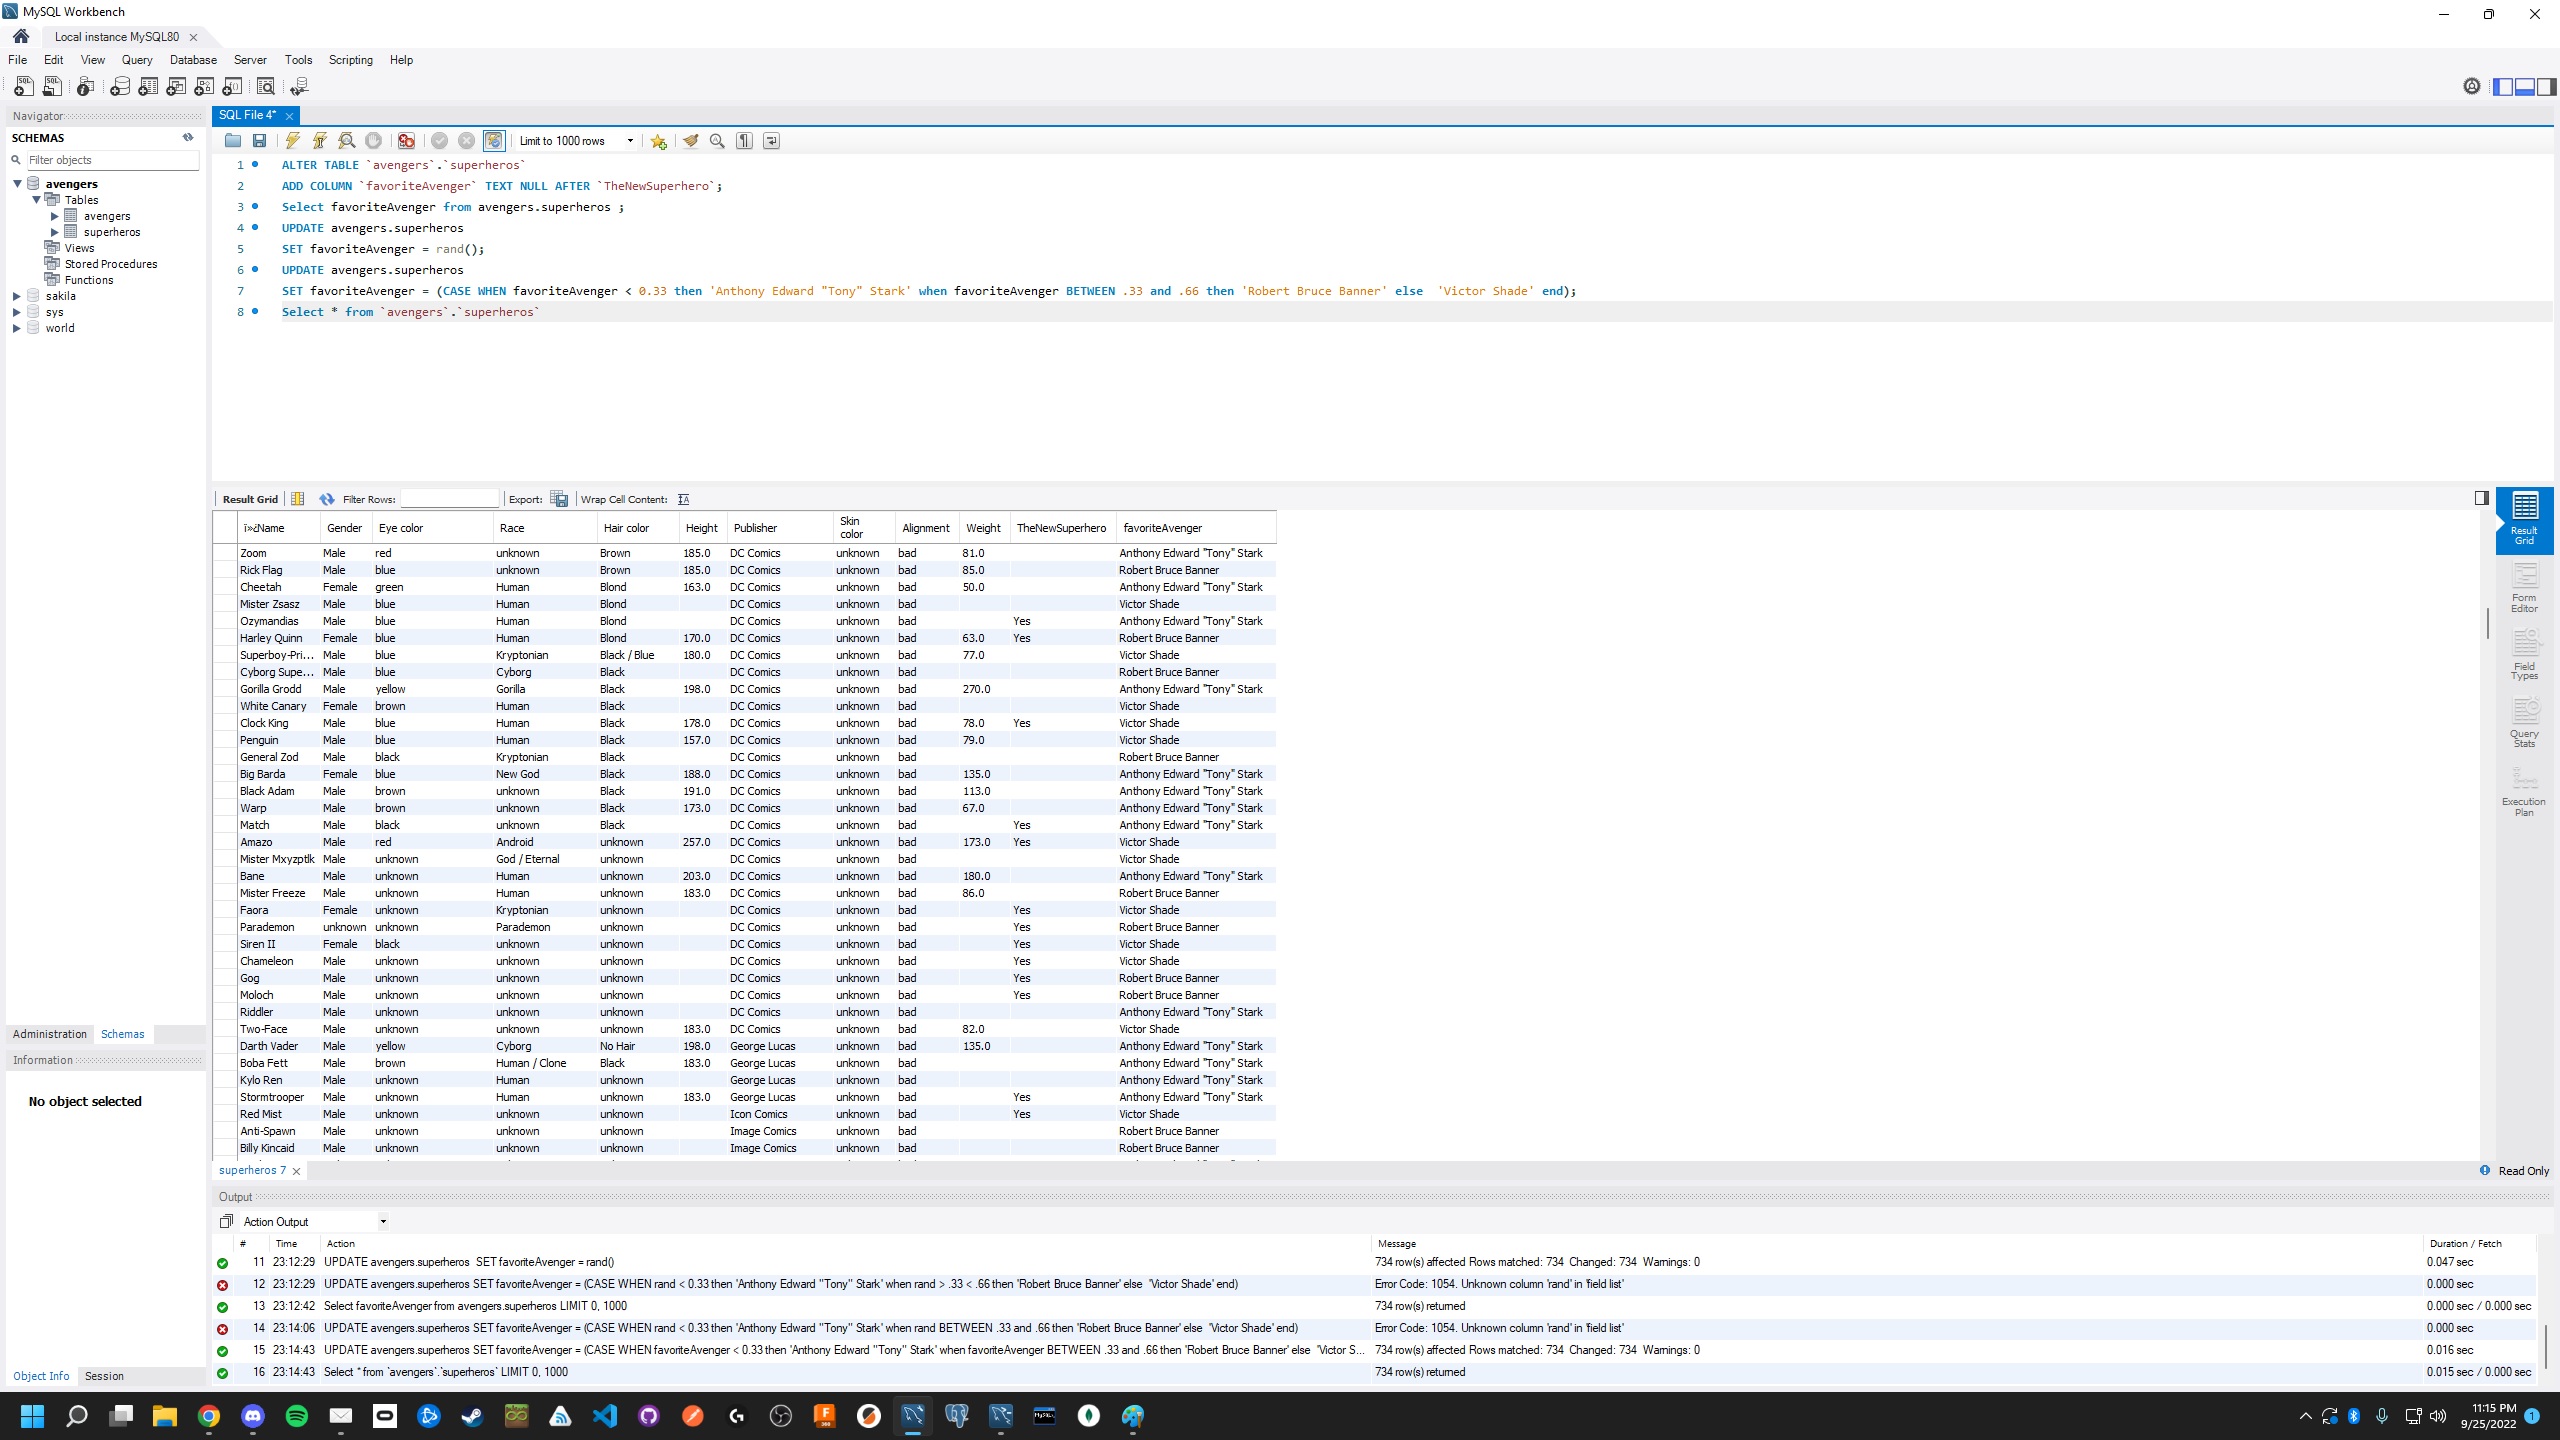 MySQL Workbench
Local instance MySQL80
File Edit View Query Database Server Tools Scripting Help
Navigator
SCHEMAS
Filter objects
avengers
Tables
avengers
superheros
Views
Stored Procedures
Functions
sakila
sys
world
Administration Schemas
Information
No object selected
Object Info Session
SQL File 4*
Limit to 1000 rows
1 ALTER TABLE `avengers`.`superheros`
2 ADD COLUMN `favoriteAvenger` TEXT NULL AFTER `TheNewSuperhero`;
3 Select favoriteAvenger from avengers.superheros ;
4 UPDATE avengers.superheros
5 SET favoriteAvenger = rand();
6 UPDATE avengers.superheros
7 SET favoriteAvenger = (CASE WHEN favoriteAvenger < 0.33 then 'Anthony Edward "Tony" Stark' when favoriteAvenger BETWEEN .33 and .66 then 'Robert Bruce Banner' else  'Victor Shade' end);
8 Select * from `avengers`.`superheros`
Result Grid Filter Rows: Export: Wrap Cell Content:
ï»¿Name Gender Eye color Race Hair color Height Publisher Skin color Alignment Weight TheNewSuperhero favoriteAvenger
Zoom Male red unknown Brown 185.0 DC Comics unknown bad 81.0 Anthony Edward "Tony" Stark
Rick Flag Male blue unknown Brown 185.0 DC Comics unknown bad 85.0 Robert Bruce Banner
Cheetah Female green Human Blond 163.0 DC Comics unknown bad 50.0 Anthony Edward "Tony" Stark
Mister Zsasz Male blue Human Blond DC Comics unknown bad Victor Shade
Ozymandias Male blue Human Blond DC Comics unknown bad Yes Anthony Edward "Tony" Stark
Harley Quinn Female blue Human Blond 170.0 DC Comics unknown bad 63.0 Yes Robert Bruce Banner
Superboy-Pri... Male blue Kryptonian Black / Blue 180.0 DC Comics unknown bad 77.0 Victor Shade
Cyborg Supe... Male blue Cyborg Black DC Comics unknown bad Robert Bruce Banner
Gorilla Grodd Male yellow Gorilla Black 198.0 DC Comics unknown bad 270.0 Anthony Edward "Tony" Stark
White Canary Female brown Human Black DC Comics unknown bad Victor Shade
Clock King Male blue Human Black 178.0 DC Comics unknown bad 78.0 Yes Victor Shade
Penguin Male blue Human Black 157.0 DC Comics unknown bad 79.0 Victor Shade
General Zod Male black Kryptonian Black DC Comics unknown bad Robert Bruce Banner
Big Barda Female blue New God Black 188.0 DC Comics unknown bad 135.0 Anthony Edward "Tony" Stark
Black Adam Male brown unknown Black 191.0 DC Comics unknown bad 113.0 Anthony Edward "Tony" Stark
Warp Male brown unknown Black 173.0 DC Comics unknown bad 67.0 Anthony Edward "Tony" Stark
Match Male black unknown Black DC Comics unknown bad Yes Anthony Edward "Tony" Stark
Amazo Male red Android unknown 257.0 DC Comics unknown bad 173.0 Yes Victor Shade
Mister Mxyzptlk Male unknown God / Eternal unknown DC Comics unknown bad Victor Shade
Bane Male unknown Human unknown 203.0 DC Comics unknown bad 180.0 Anthony Edward "Tony" Stark
Mister Freeze Male unknown Human unknown 183.0 DC Comics unknown bad 86.0 Robert Bruce Banner
Faora Female unknown Kryptonian unknown DC Comics unknown bad Yes Victor Shade
Parademon unknown unknown Parademon unknown DC Comics unknown bad Yes Robert Bruce Banner
Siren II Female black unknown unknown DC Comics unknown bad Yes Victor Shade
Chameleon Male unknown unknown unknown DC Comics unknown bad Yes Victor Shade
Gog Male unknown unknown unknown DC Comics unknown bad Yes Robert Bruce Banner
Moloch Male unknown unknown unknown DC Comics unknown bad Yes Robert Bruce Banner
Riddler Male unknown unknown unknown DC Comics unknown bad Anthony Edward "Tony" Stark
Two-Face Male unknown unknown unknown 183.0 DC Comics unknown bad 82.0 Victor Shade
Darth Vader Male yellow Cyborg No Hair 198.0 George Lucas unknown bad 135.0 Anthony Edward "Tony" Stark
Boba Fett Male brown Human / Clone Black 183.0 George Lucas unknown bad Anthony Edward "Tony" Stark
Kylo Ren Male unknown Human unknown George Lucas unknown bad Anthony Edward "Tony" Stark
Stormtrooper Male unknown Human unknown 183.0 George Lucas unknown bad Yes Anthony Edward "Tony" Stark
Red Mist Male unknown unknown unknown Icon Comics unknown bad Yes Victor Shade
Anti-Spawn Male unknown unknown unknown Image Comics unknown bad Robert Bruce Banner
Billy Kincaid Male unknown unknown unknown Image Comics unknown bad Robert Bruce Banner
Result Grid
Form Editor
Field Types
Query Stats
Execution Plan
superheros 7 Read Only
Output
Action Output
# Time Action Message Duration / Fetch
11 23:12:29 UPDATE avengers.superheros  SET favoriteAvenger = rand() 734 row(s) affected Rows matched: 734  Changed: 734  Warnings: 0 0.047 sec
12 23:12:29 UPDATE avengers.superheros SET favoriteAvenger = (CASE WHEN rand < 0.33 then 'Anthony Edward "Tony" Stark' when rand > .33 < .66 then 'Robert Bruce Banner' else  'Victor Shade' end) Error Code: 1054. Unknown column 'rand' in 'field list' 0.000 sec
13 23:12:42 Select favoriteAvenger from avengers.superheros LIMIT 0, 1000 734 row(s) returned 0.000 sec / 0.000 sec
14 23:14:06 UPDATE avengers.superheros SET favoriteAvenger = (CASE WHEN rand < 0.33 then 'Anthony Edward "Tony" Stark' when rand BETWEEN .33 and .66 then 'Robert Bruce Banner' else  'Victor Shade' end) Error Code: 1054. Unknown column 'rand' in 'field list' 0.000 sec
15 23:14:43 UPDATE avengers.superheros SET favoriteAvenger = (CASE WHEN favoriteAvenger < 0.33 then 'Anthony Edward "Tony" Stark' when favoriteAvenger BETWEEN .33 and .66 then 'Robert Bruce Banner' else  'Victor S... 734 row(s) affected Rows matched: 734  Changed: 734  Warnings: 0 0.016 sec
16 23:14:43 Select * from `avengers`.`superheros` LIMIT 0, 1000 734 row(s) returned 0.015 sec / 0.000 sec
11:15 PM
9/25/2022
1